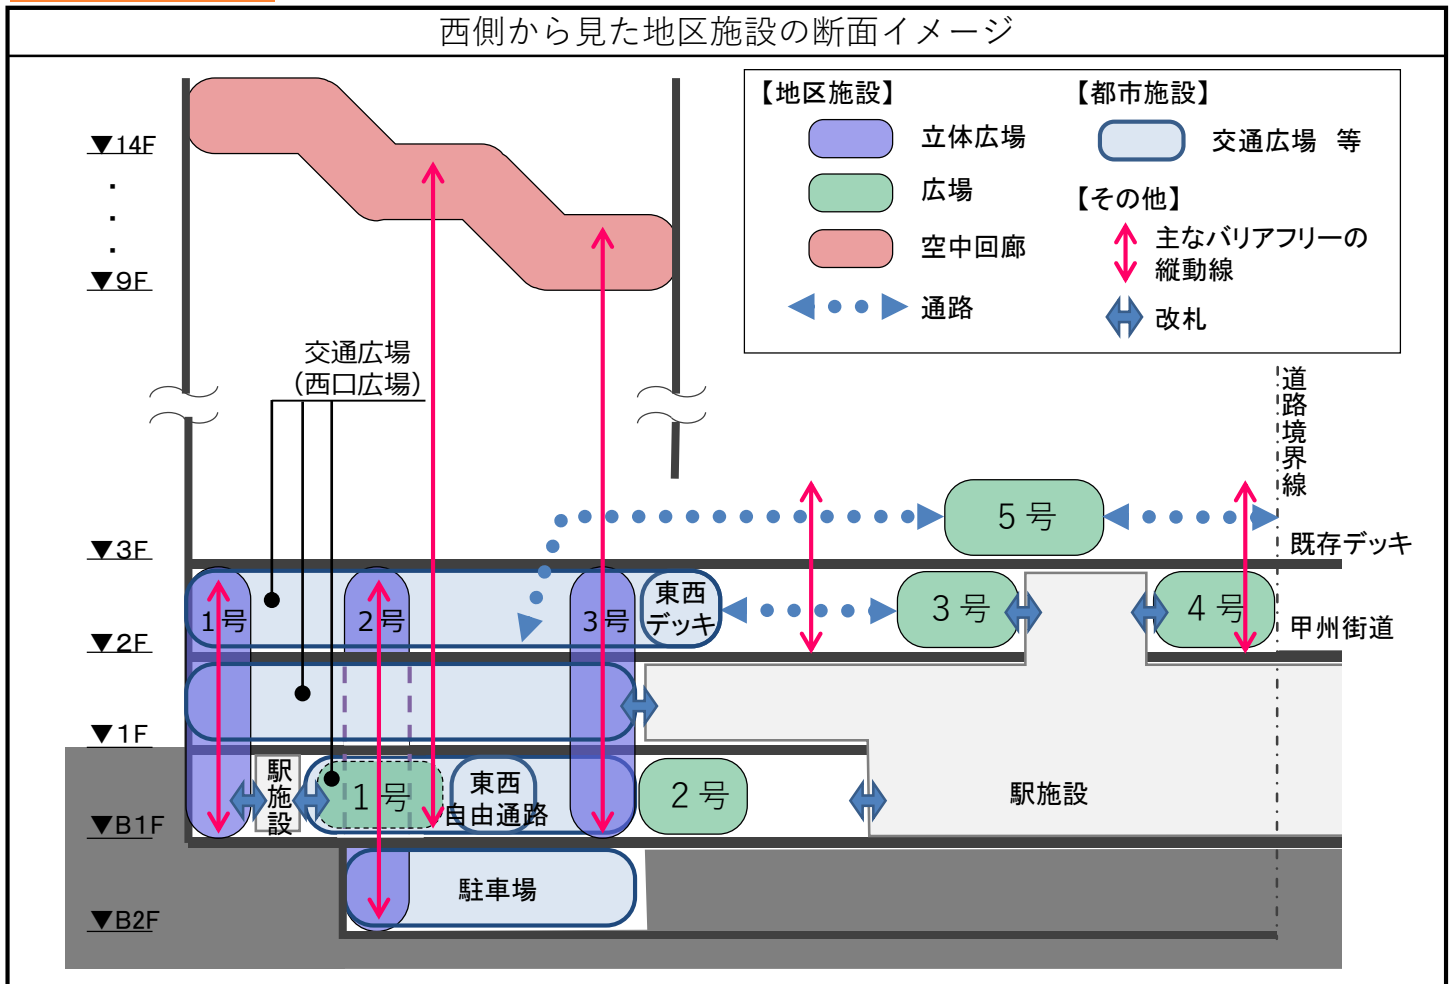 西側から見た地区施設の断面イメージ
【地区施設】
立体広場
広場
空中回廊
通路
【都市施設】
交通広場 等
【その他】
主なバリアフリーの
縦動線
改札
▼14F
・
・
・
▼9F
交通広場
(西口広場)
道路境界線
5号
▼3F
既存デッキ
1号
2号
3号
東西
デッキ
3号
4号
甲州街道
▼2F
▼1F
駅施設
1号
東西
自由通路
2号
駅施設
▼B1F
駐車場
▼B2F